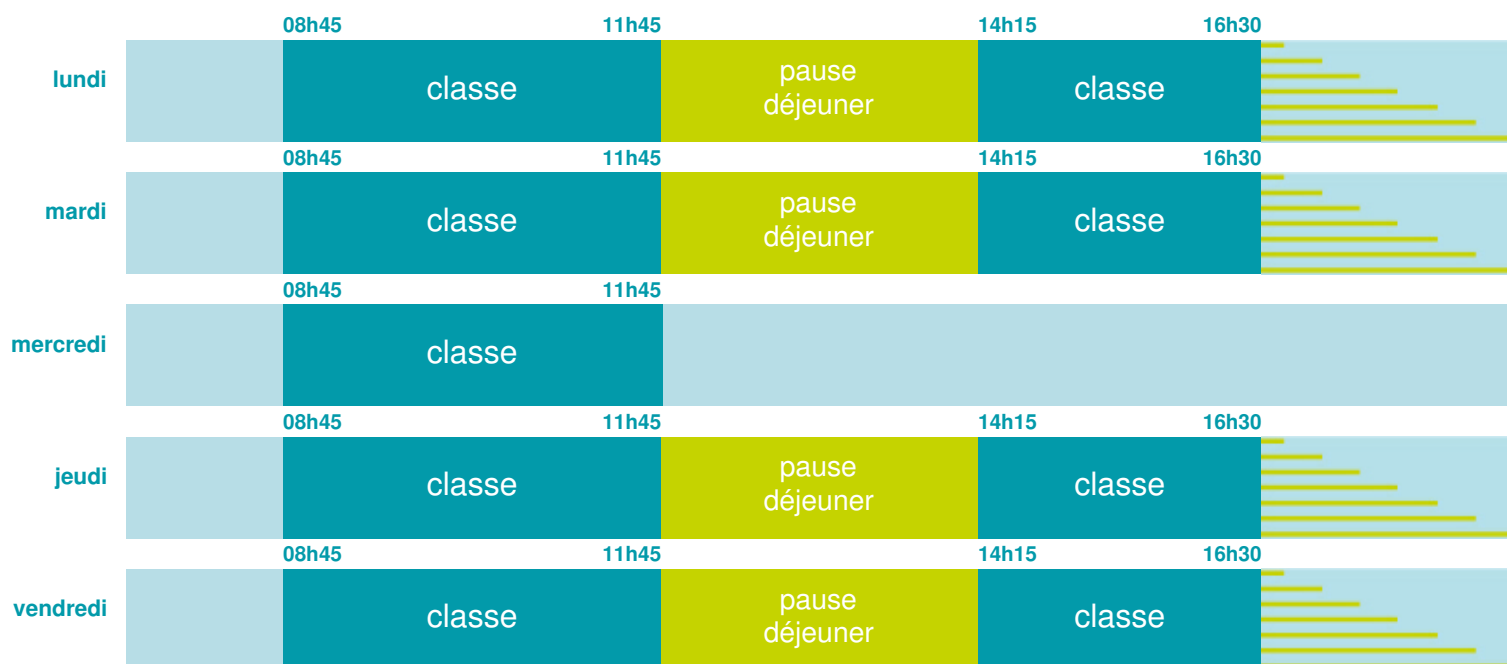 08h45 11h45 14h15 16h30
lundi classe pause déjeuner classe
08h45 11h45 14h15 16h30
mardi classe pause déjeuner classe
08h45 11h45
mercredi classe
08h45 11h45 14h15 16h30
jeudi classe pause déjeuner classe
08h45 11h45 14h15 16h30
vendredi classe pause déjeuner classe